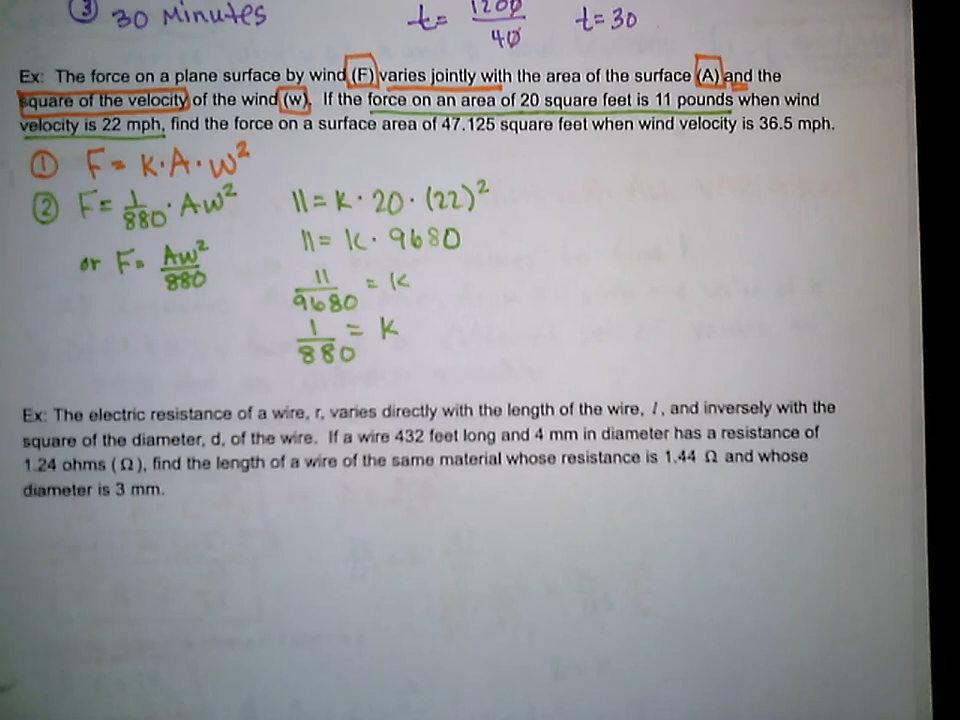 ③ 30 minutes t= 1200/40 t=30
Ex: The force on a plane surface by wind (F) varies jointly with the area of the surface (A) and the
square of the velocity of the wind (w). If the force on an area of 20 square feet is 11 pounds when wind
velocity is 22 mph, find the force on a surface area of 47.125 square feet when wind velocity is 36.5 mph.
① F = K·A·w²
② F = 1/880 · Aw² 11 = K · 20 · (22)²
11 = K · 9680
or F = Aw²/880
11/9680 = K
1/880 = K
Ex: The electric resistance of a wire, r, varies directly with the length of the wire, l, and inversely with the
square of the diameter, d, of the wire. If a wire 432 feet long and 4 mm in diameter has a resistance of
1.24 ohms (Ω), find the length of a wire of the same material whose resistance is 1.44 Ω and whose
diameter is 3 mm.